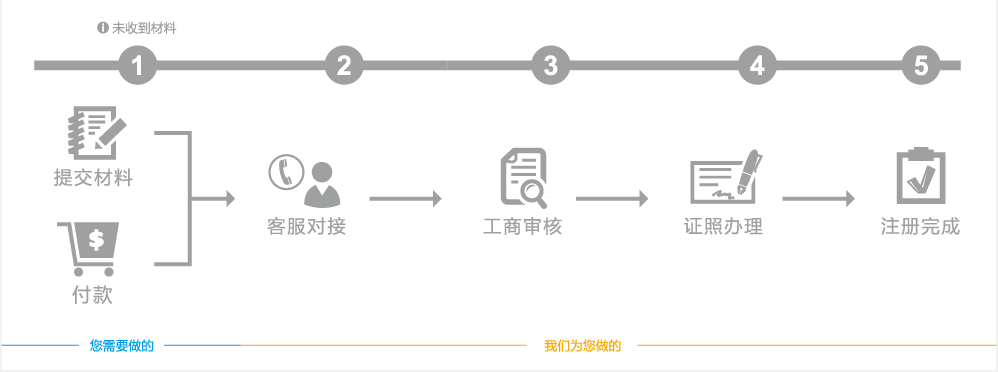 未收到材料
1
2
3
4
5
提交材料
$
付款
客服对接
工商审核
证照办理
注册完成
您需要做的
我们为您做的